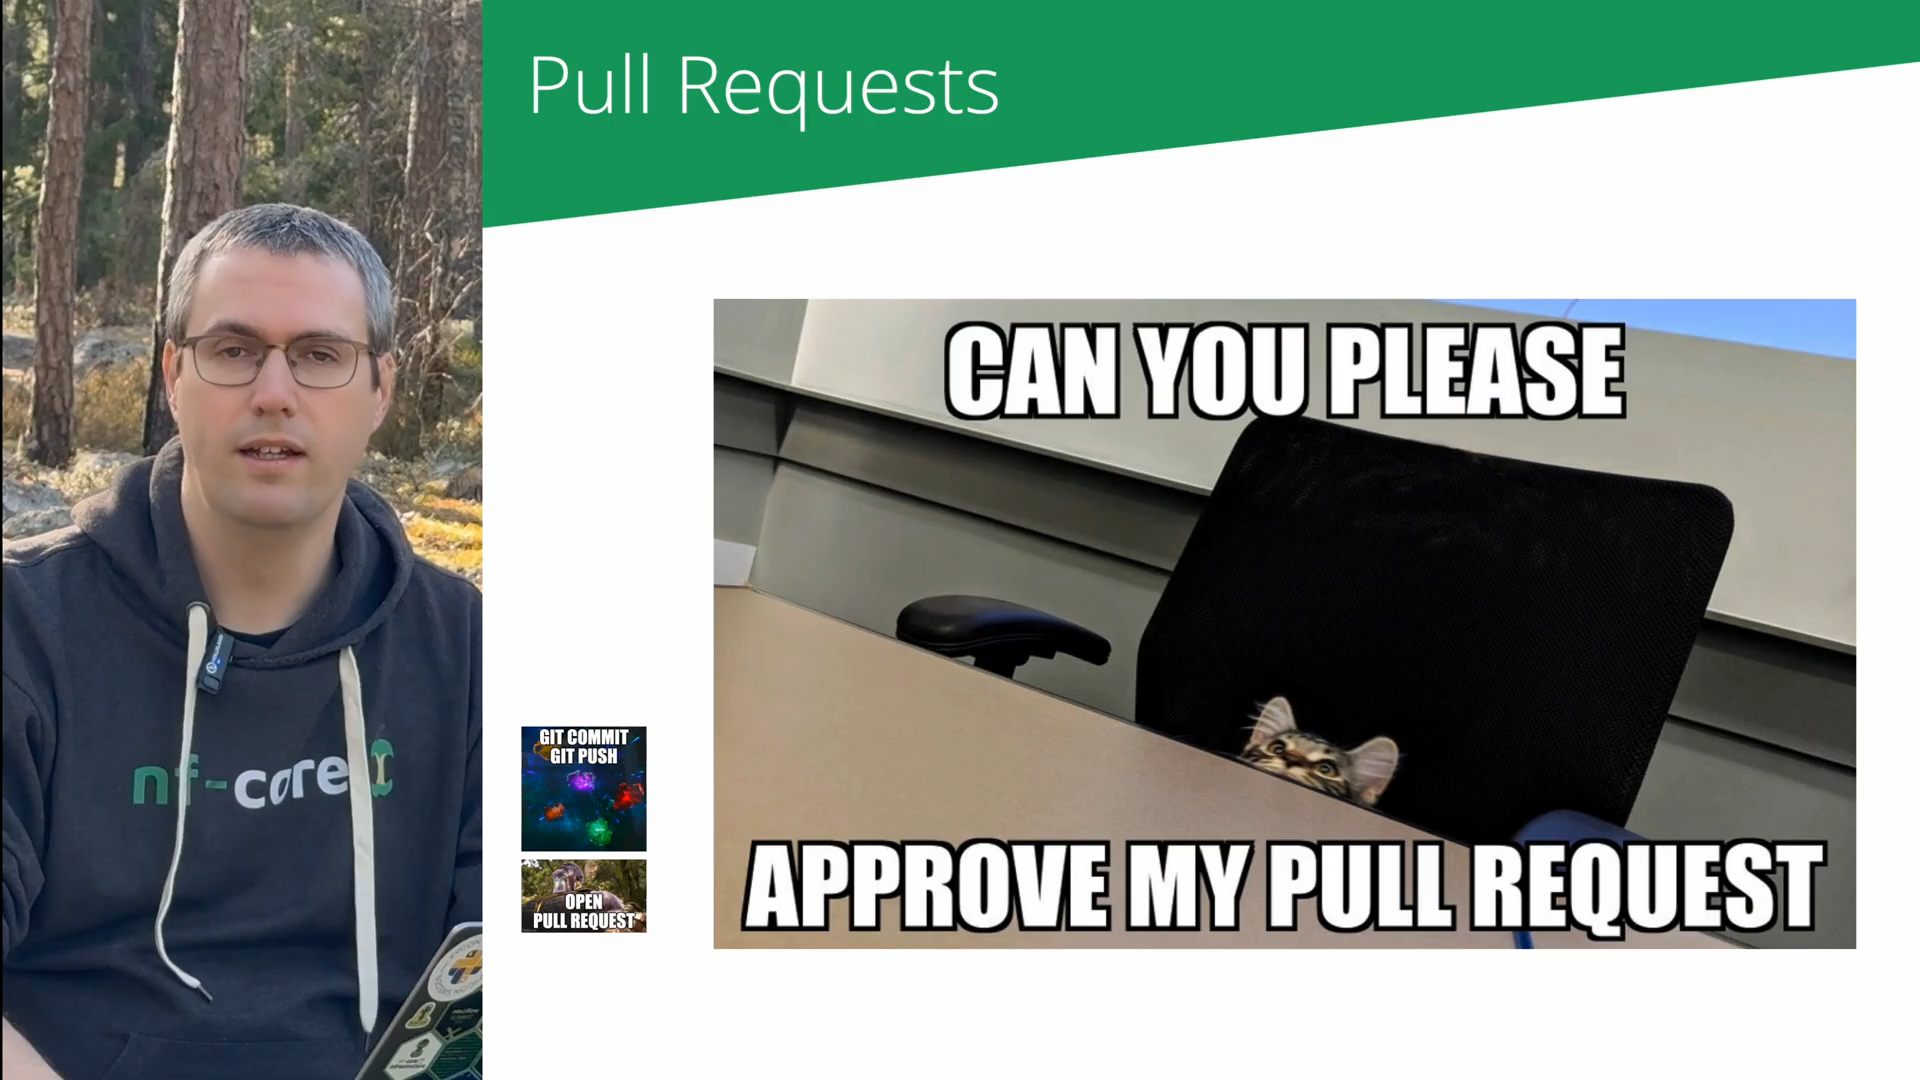 Pull Requests
CAN YOU PLEASE
APPROVE MY PULL REQUEST
GIT COMMIT
GIT PUSH
OPEN
PULL REQUEST
nf-core